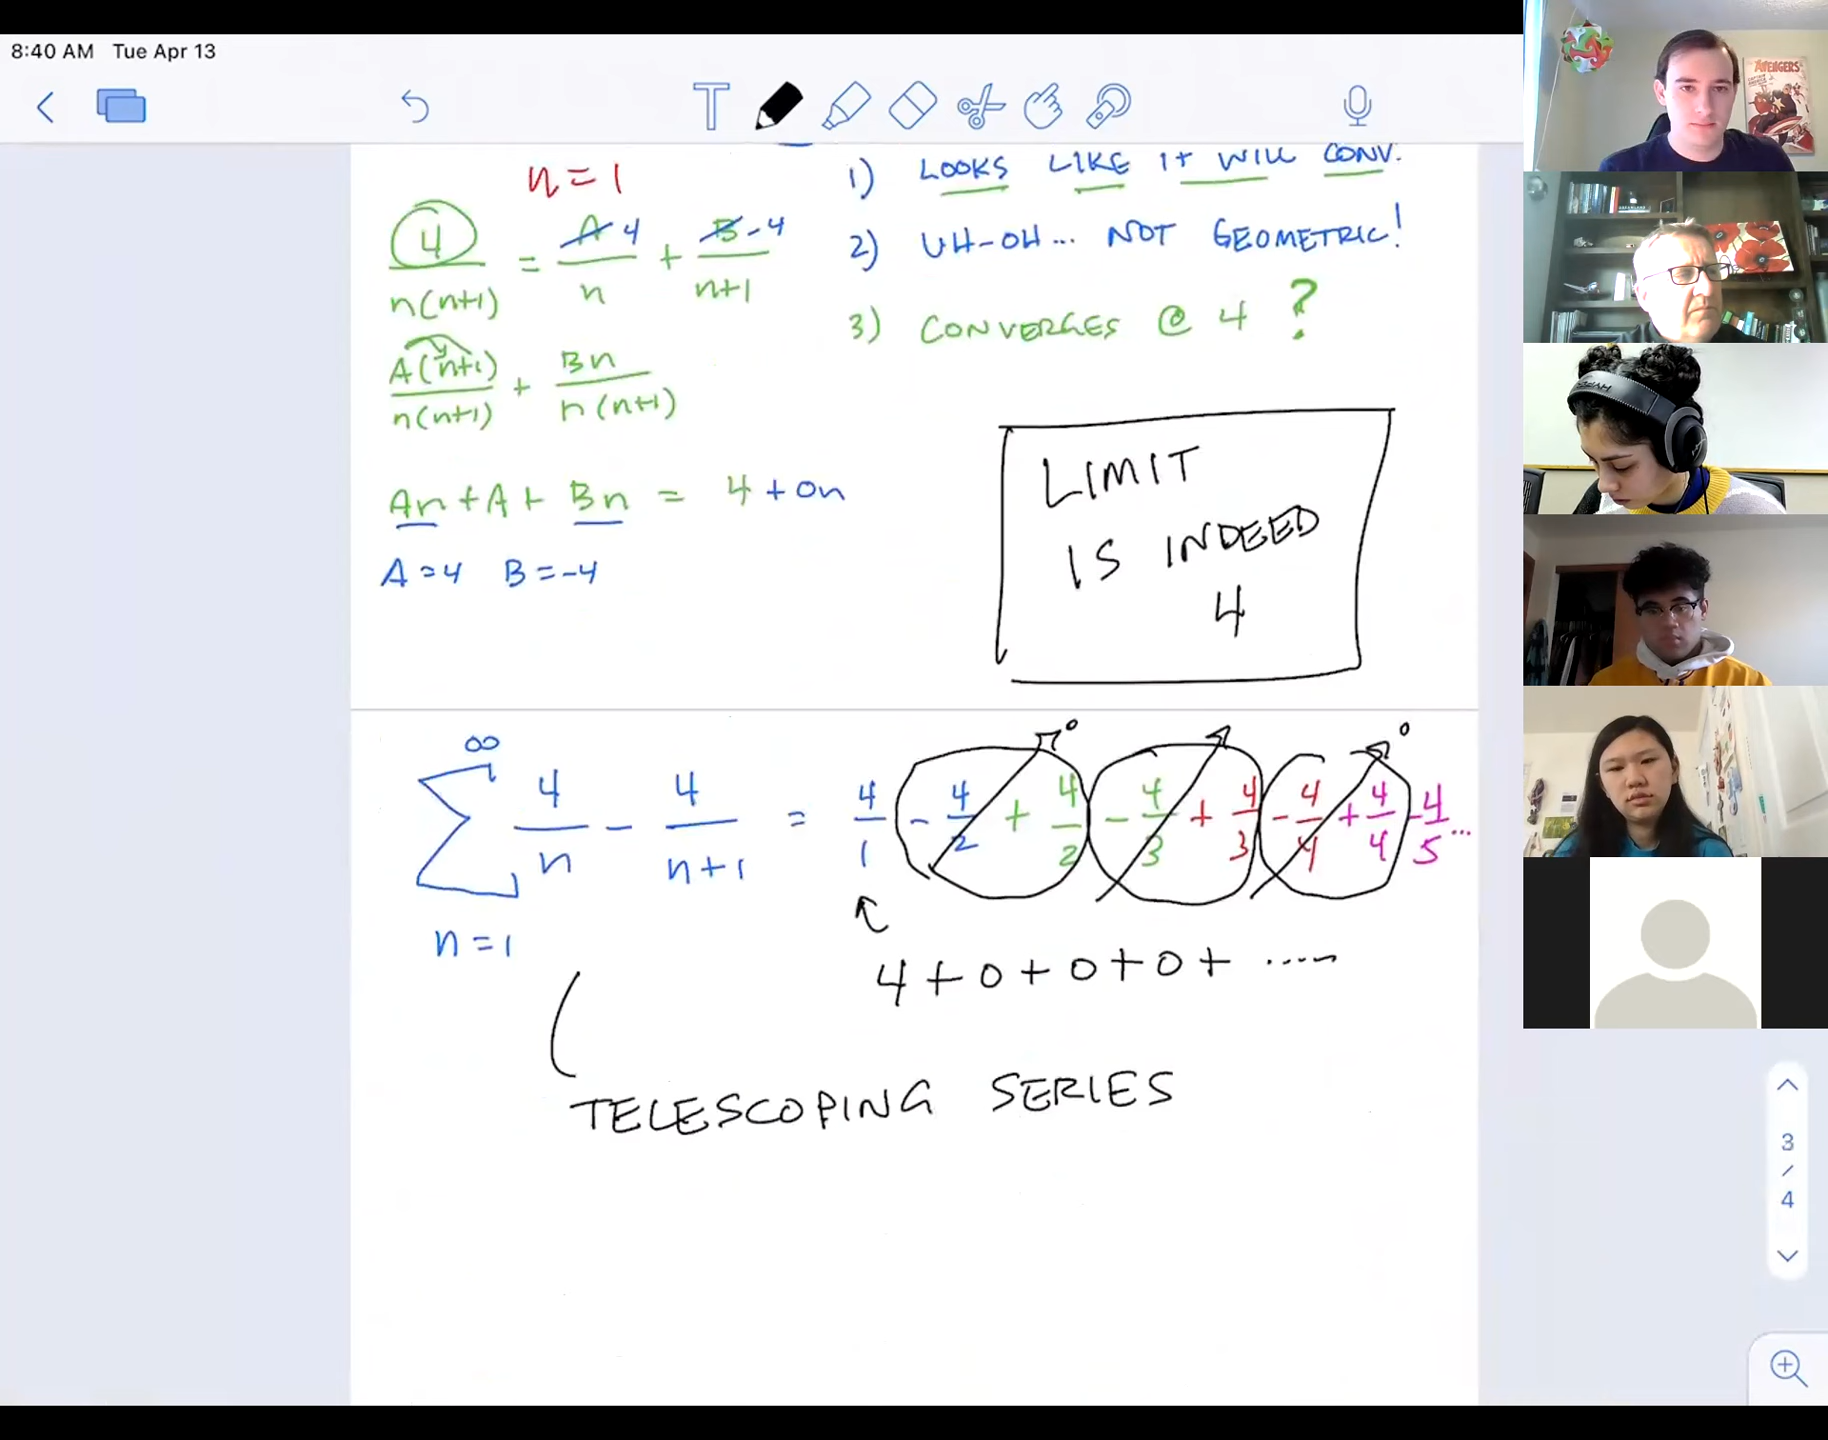 8:40 AM Tue Apr 13
n = 1
4 / n(n+1) = A 4 / n + B -4 / n+1
A(n+1) / n(n+1) + Bn / n(n+1)
An + A + Bn = 4 + 0n
A = 4 B = -4
1) LOOKS LIKE IT WILL CONV.
2) UH-OH... NOT GEOMETRIC!
3) CONVERGES @ 4 ?
LIMIT
IS INDEED
4
∞ Σ n = 1 4/n - 4/n+1 = 4/1 - 4/2 + 4/2 - 4/3 + 4/3 - 4/4 + 4/4 - 4/5 ...
0 0
4 + 0 + 0 + 0 + .....
( TELESCOPING SERIES
AVENGERS
3
/
4